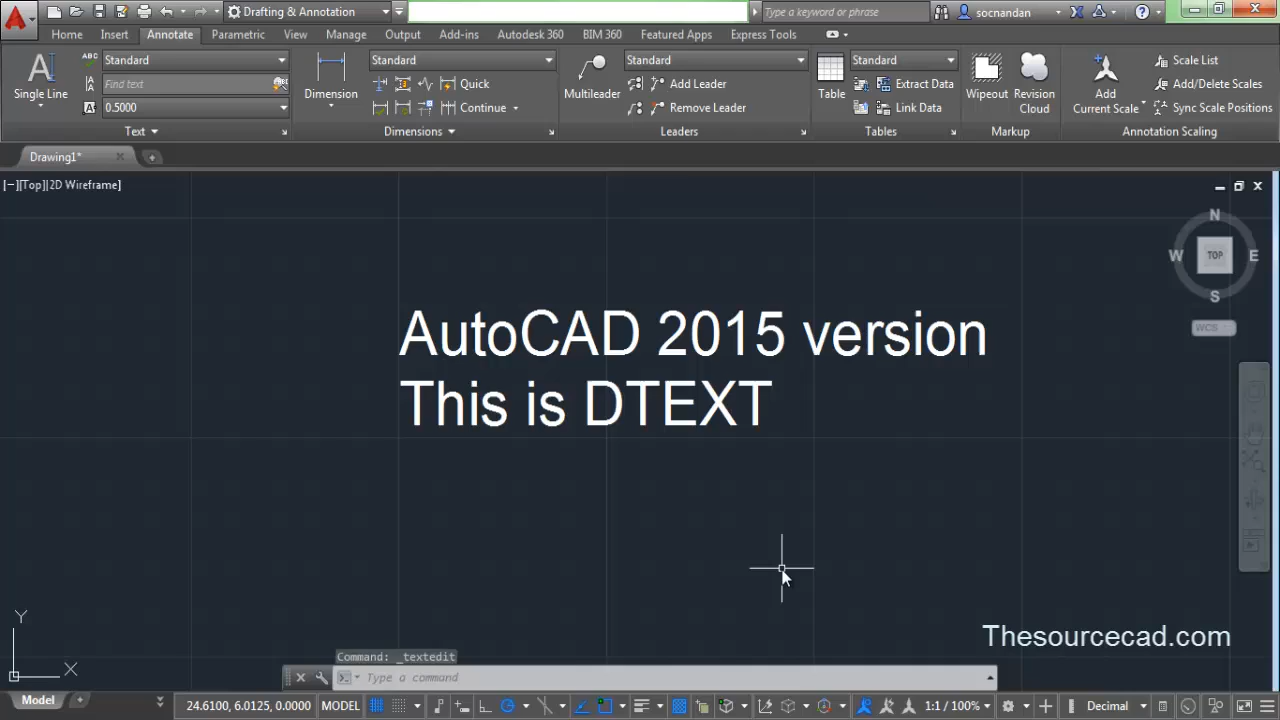 Drafting & Annotation
Type a keyword or phrase
socnandan
Home Insert Annotate Parametric View Manage Output Add-ins Autodesk 360 BIM 360 Featured Apps Express Tools
Single Line
Standard
Find text
0.5000
Text
Dimension
Standard
Quick
Continue
Dimensions
Multileader
Standard
Add Leader
Remove Leader
Leaders
Table
Standard
Extract Data
Link Data
Tables
Wipeout
Revision Cloud
Markup
Add
Current Scale
Scale List
Add/Delete Scales
Sync Scale Positions
Annotation Scaling
Drawing1*
[−][Top][2D Wireframe]
N
W TOP E
S
WCS
AutoCAD 2015 version
This is DTEXT
Y
X
Thesourcecad.com
Command: _textedit
Type a command
Model
24.6100, 6.0125, 0.0000 MODEL 1:1 / 100% Decimal